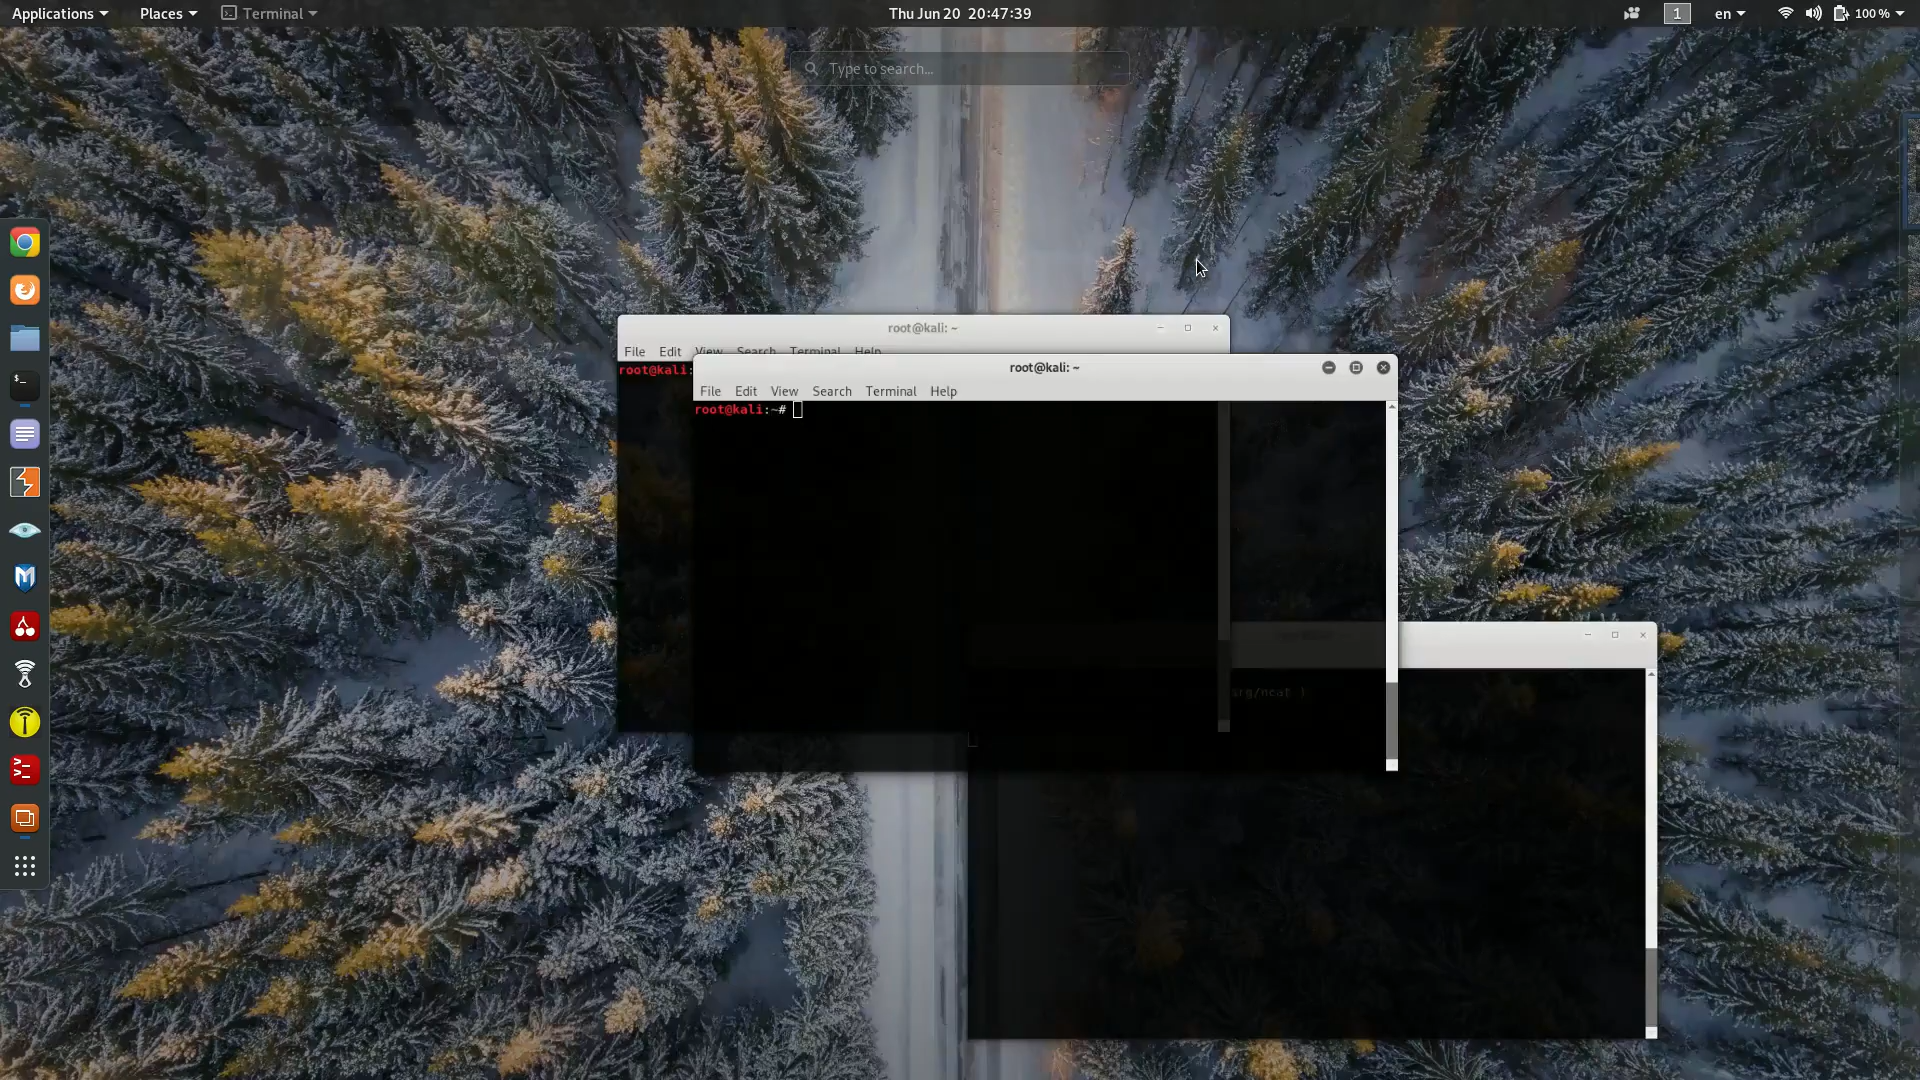 Applications Places Terminal Thu Jun 20 20:47:39 1 en 100 %
Type to search...
root@kali: ~
File Edit View Search Terminal Help
root@kali:
root@kali: ~
File Edit View Search Terminal Help
root@kali:~#